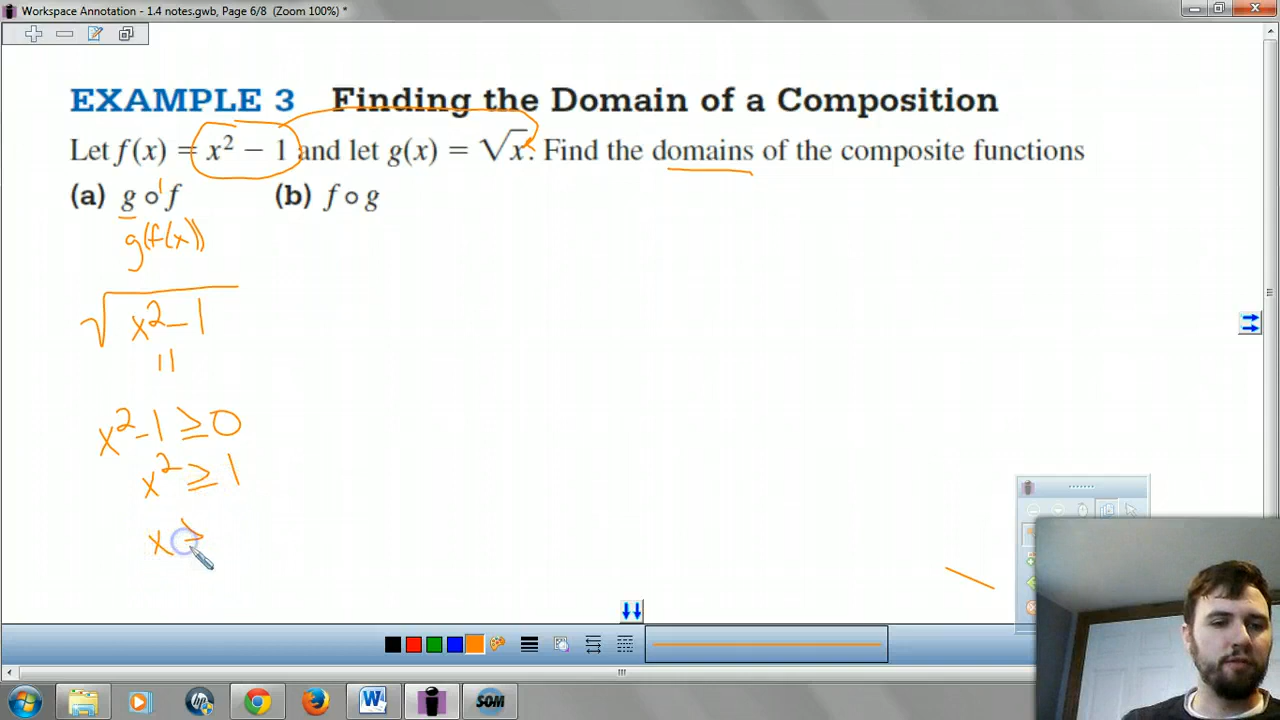 Workspace Annotation - 1.4 notes.gwb, Page 6/8 (Zoom 100%) *
EXAMPLE 3 Finding the Domain of a Composition
Let f(x) = x² − 1 and let g(x) = √x. Find the domains of the composite functions
(a) g ∘ f (b) f ∘ g
g(f(x))
√x²−1
x²-1 ≥ 0
x² ≥ 1
x ≥
W
SOM